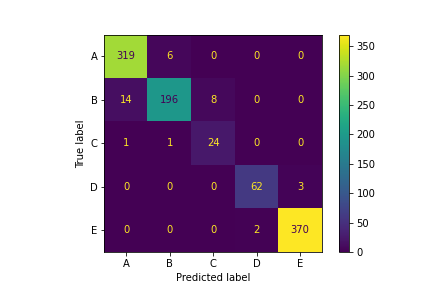 A 319 6 0 0 0
B 14 196 8 0 0
C 1 1 24 0 0
D 0 0 0 62 3
E 0 0 0 2 370
A B C D E
Predicted label
True label
350
300
250
200
150
100
50
0